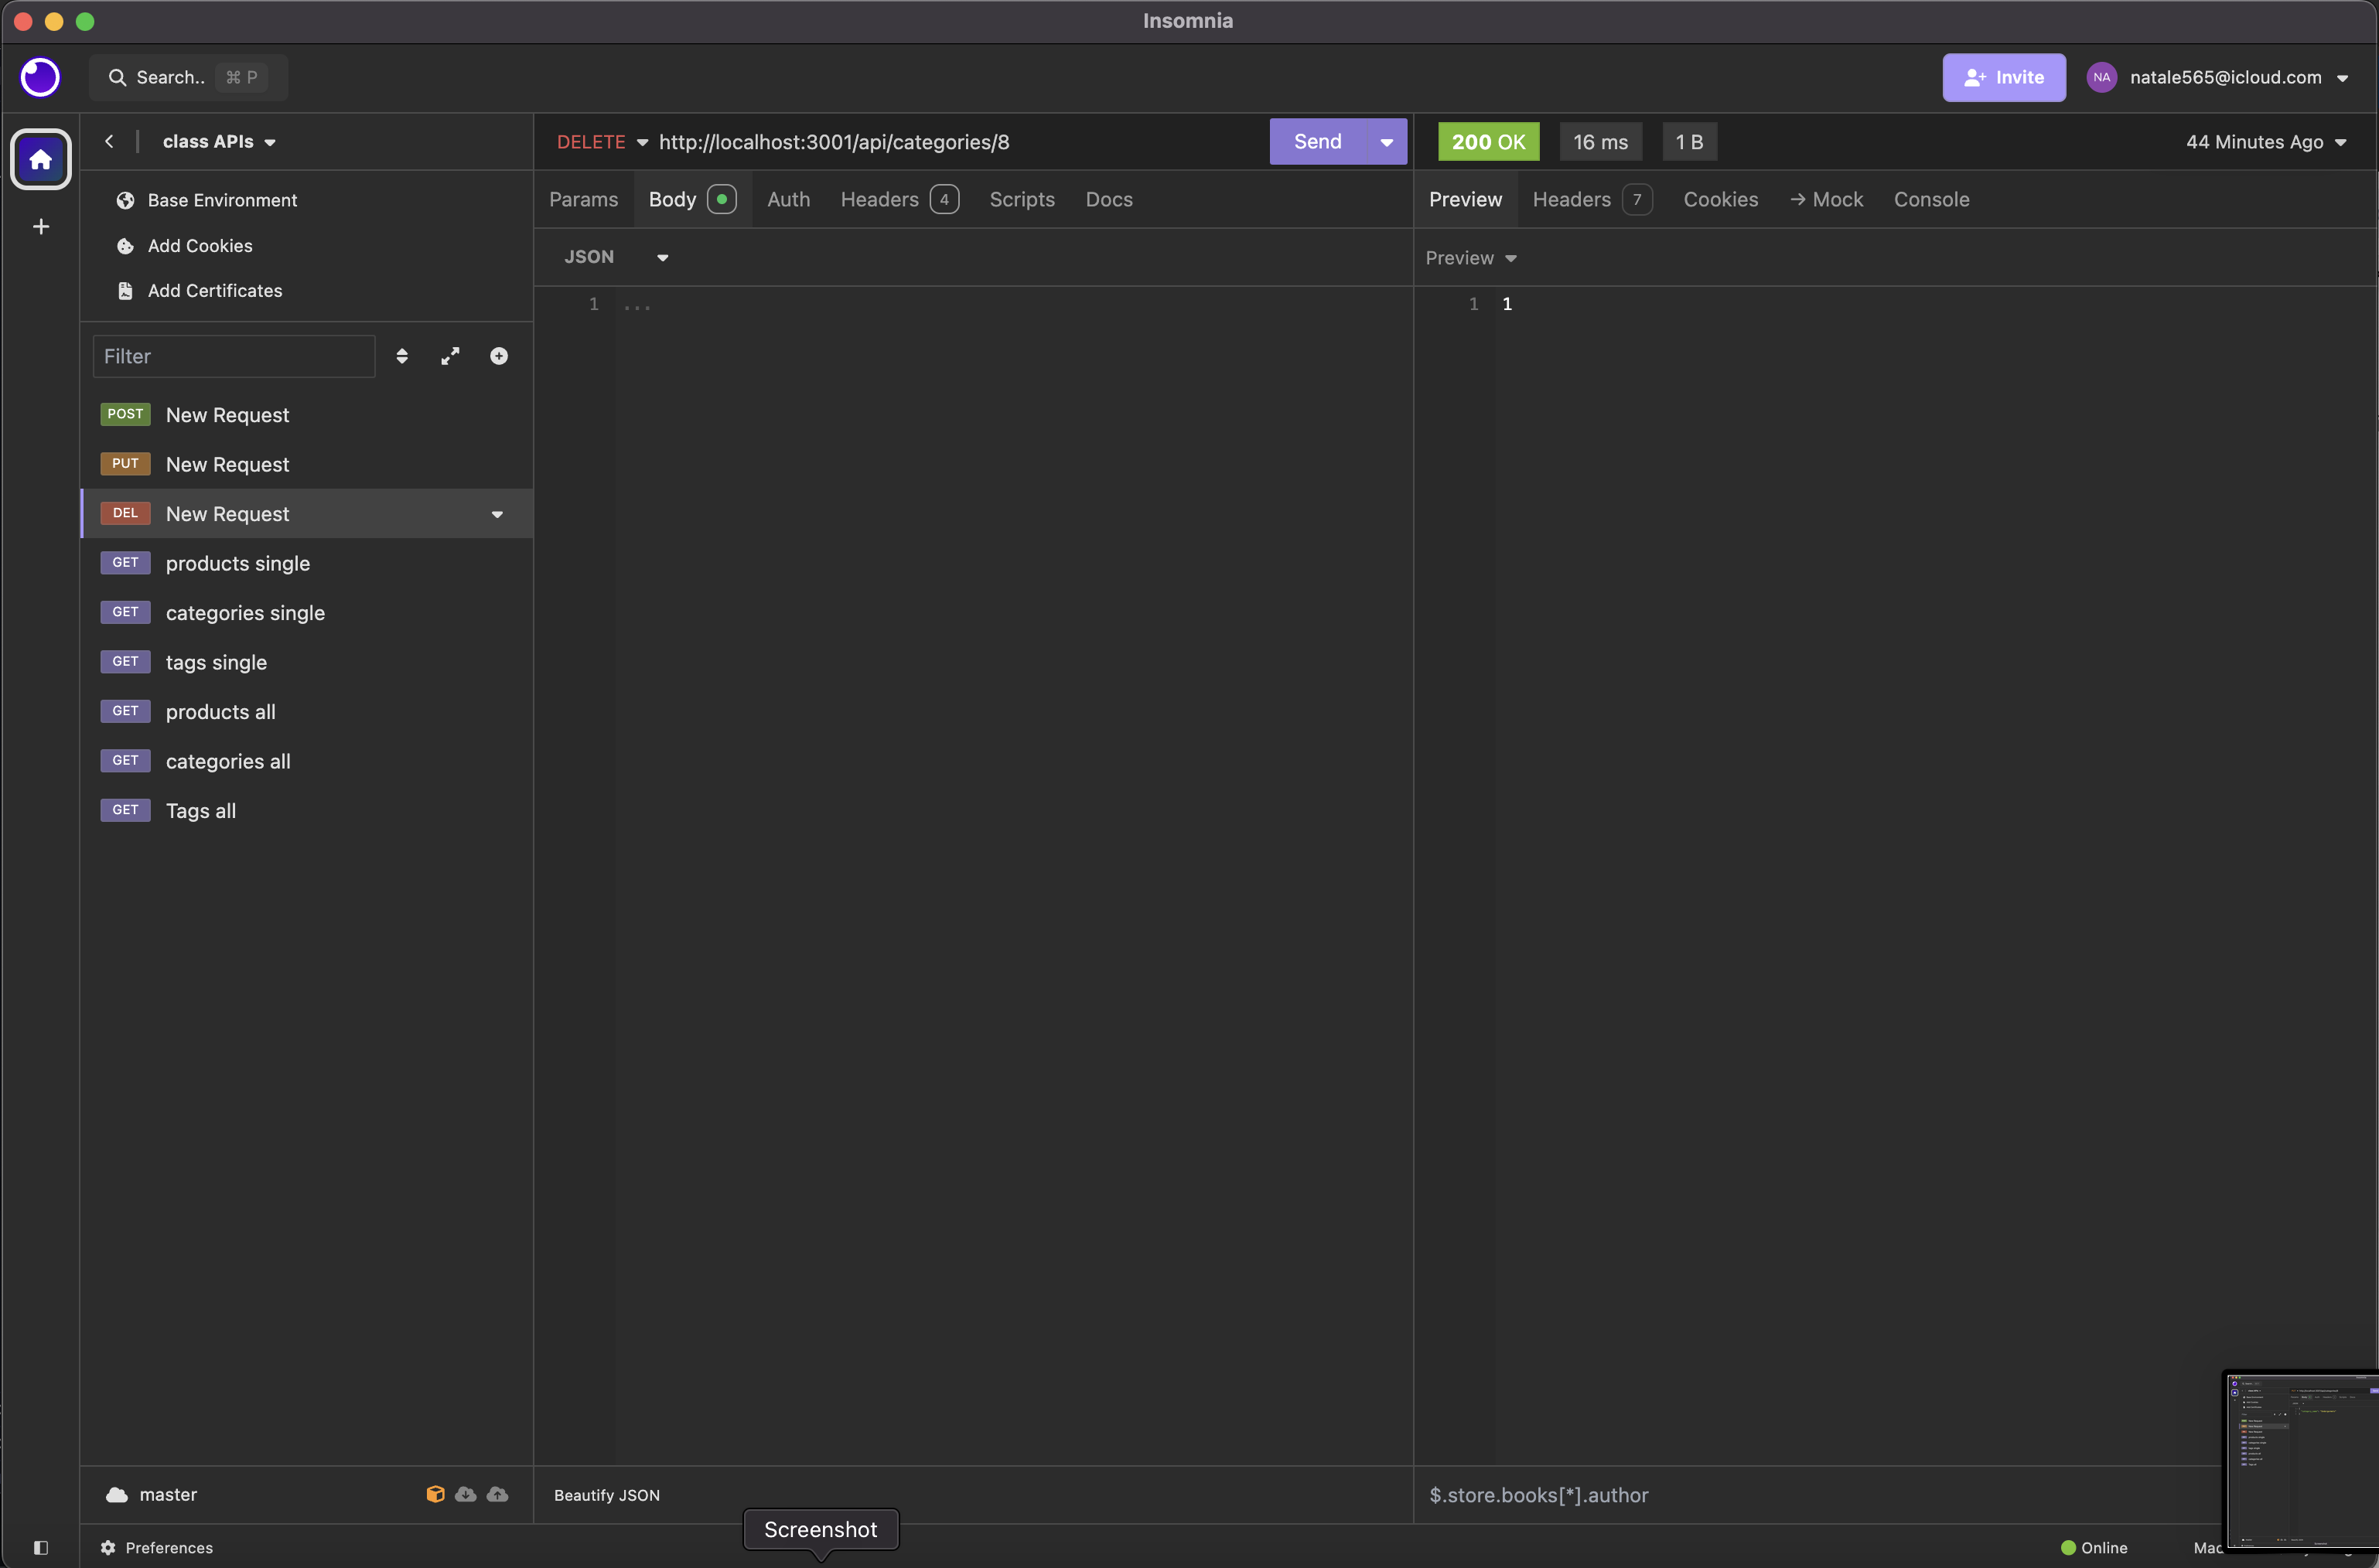 Insomnia
Search.. ⌘ P
Invite
NA natale565@icloud.com
class APIs
DELETE http://localhost:3001/api/categories/8
Send
200 OK 16 ms 1 B
44 Minutes Ago
Base Environment
Add Cookies
Add Certificates
Params Body Auth Headers 4 Scripts Docs
Preview Headers 7 Cookies → Mock Console
JSON
Preview
1 ...
1 1
Filter
POST New Request
PUT New Request
DEL New Request
GET products single
GET categories single
GET tags single
GET products all
GET categories all
GET Tags all
master
Beautify JSON
$.store.books[*].author
Screenshot
Preferences
Online